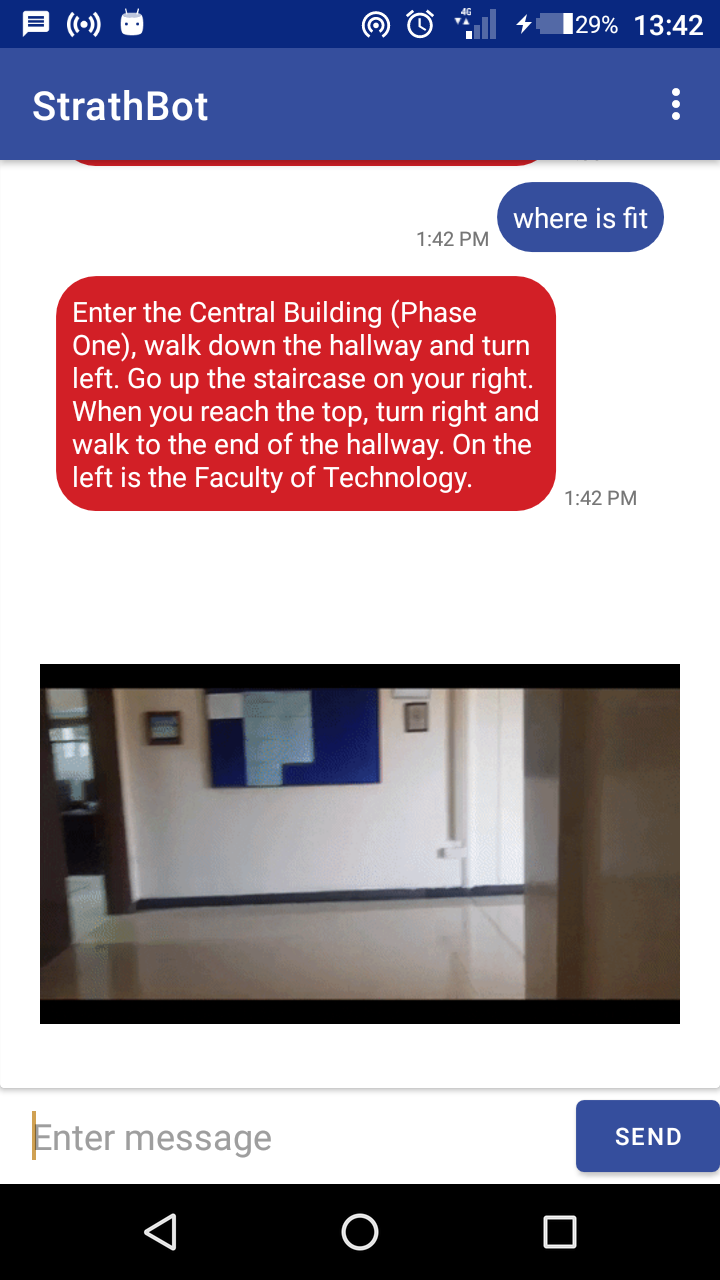 4G
29% 13:42
StrathBot
where is fit
1:42 PM
Enter the Central Building (Phase
One), walk down the hallway and turn
left. Go up the staircase on your right.
When you reach the top, turn right and
walk to the end of the hallway. On the
left is the Faculty of Technology.
1:42 PM
Enter message
SEND